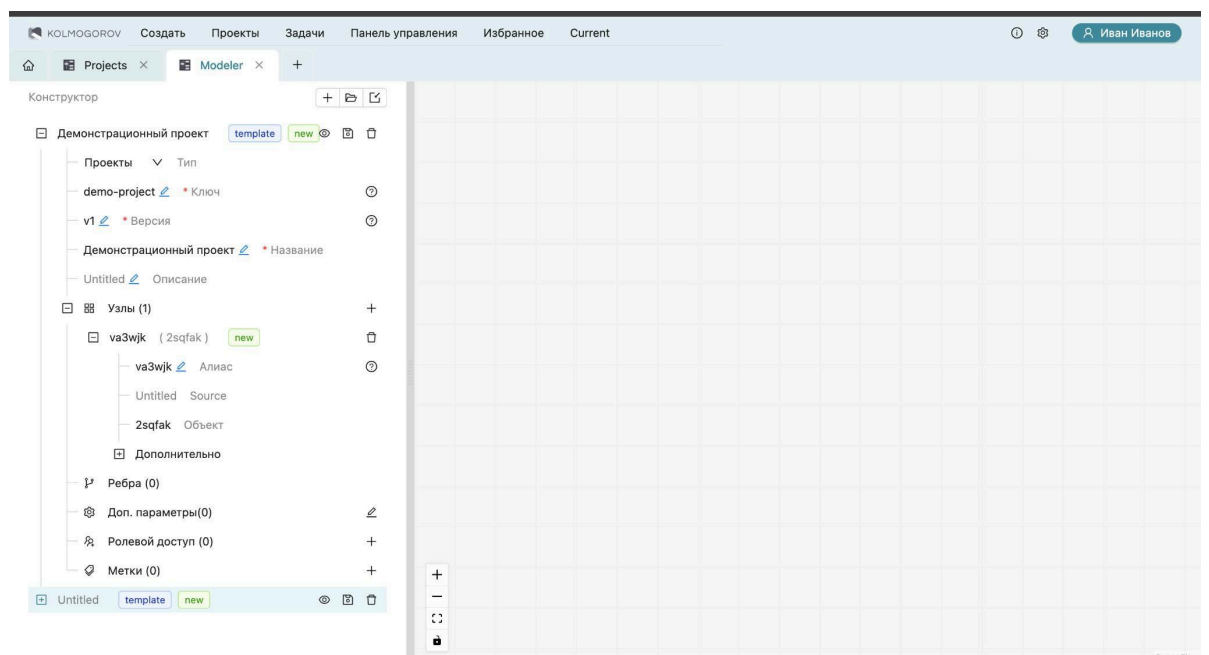 KOLMOGOROV Создать Проекты Задачи Панель управления Избранное Current Иван Иванов
Projects Modeler
Конструктор
Демонстрационный проект template new
Проекты Тип
demo-project * Ключ
v1 * Версия
Демонстрационный проект * Название
Untitled Описание
Узлы (1)
va3wjk ( 2sqfak ) new
va3wjk Алиас
Untitled Source
2sqfak Объект
Дополнительно
Ребра (0)
Доп. параметры(0)
Ролевой доступ (0)
Метки (0)
Untitled template new